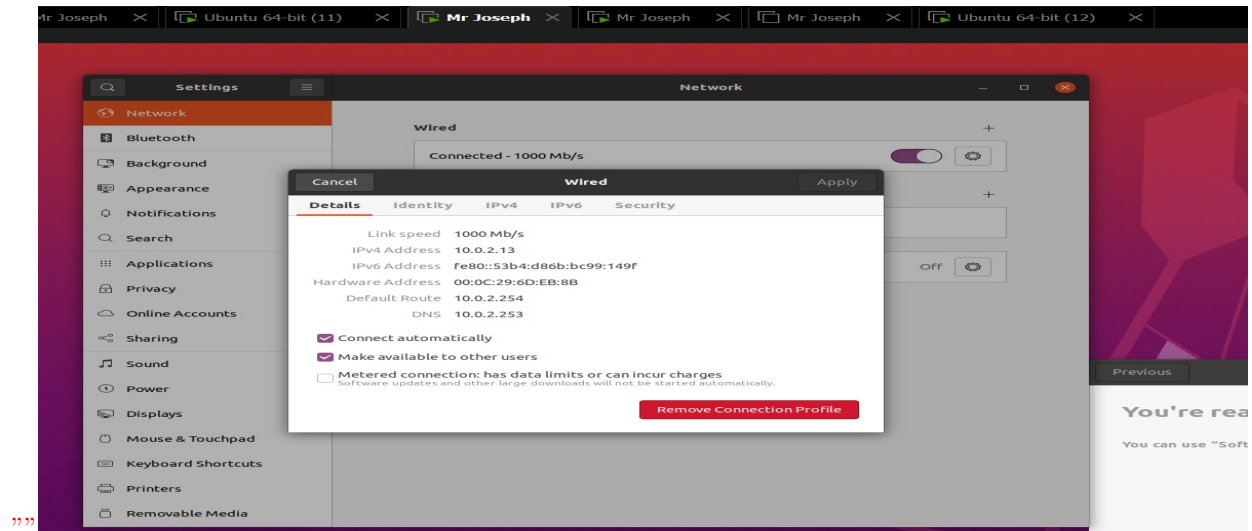 Mr Joseph
Ubuntu 64-bit (11)
Mr Joseph
Mr Joseph
Mr Joseph
Ubuntu 64-bit (12)
Settings
Network
Network
Bluetooth
Background
Appearance
Notifications
Search
Applications
Privacy
Online Accounts
Sharing
Sound
Power
Displays
Mouse & Touchpad
Keyboard Shortcuts
Printers
Removable Media
Wired
Connected - 1000 Mb/s
Off
Cancel
Wired
Apply
Details Identity IPv4 IPv6 Security
Link speed 1000 Mb/s
IPv4 Address 10.0.2.13
IPv6 Address fe80::53b4:d86b:bc99:149f
Hardware Address 00:0C:29:6D:EB:8B
Default Route 10.0.2.254
DNS 10.0.2.253
Connect automatically
Make available to other users
Metered connection: has data limits or can incur charges
Software updates and other large downloads will not be started automatically.
Remove Connection Profile
Previous
You're rea
You can use "Soft
””